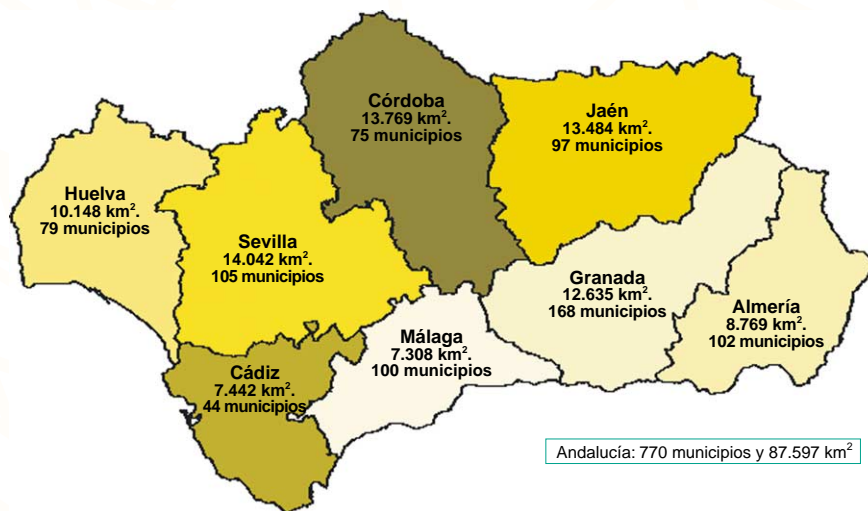 Córdoba
13.769 km².
75 municipios
Jaén
13.484 km².
97 municipios
Huelva
10.148 km².
79 municipios
Sevilla
14.042 km².
105 municipios
Granada
12.635 km².
168 municipios
Almería
8.769 km².
102 municipios
Málaga
7.308 km².
100 municipios
Cádiz
7.442 km².
44 municipios
Andalucía: 770 municipios y 87.597 km²